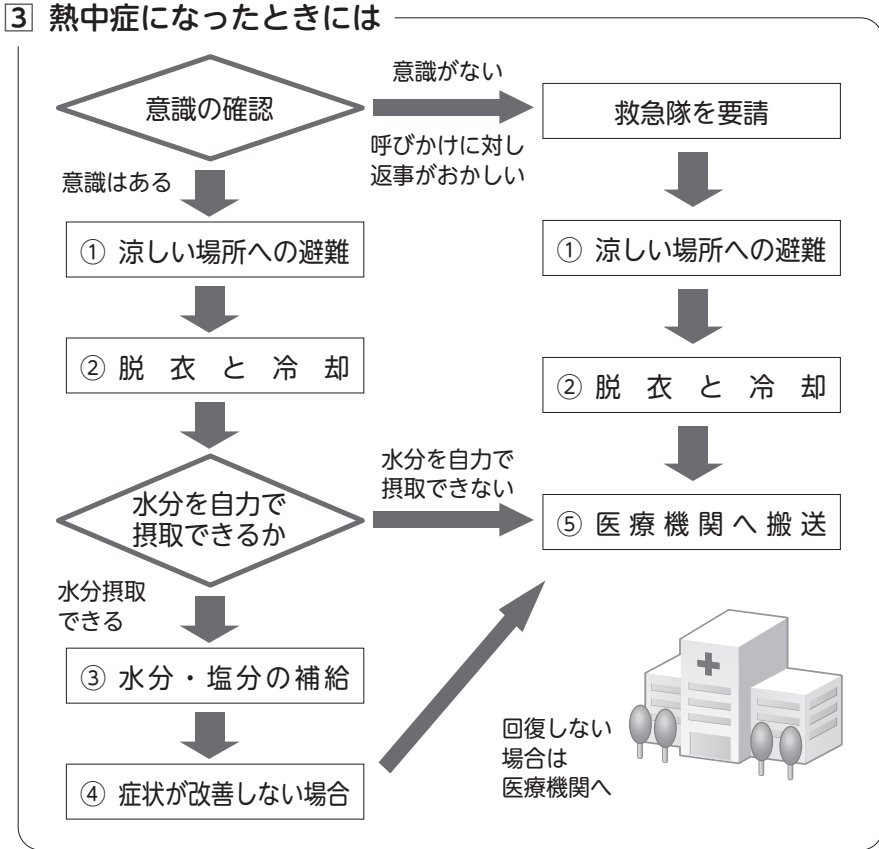 3 熱中症になったときには
意識の確認
意識がない
呼びかけに対し
返事がおかしい
救急隊を要請
意識はある
① 涼しい場所への避難
① 涼しい場所への避難
② 脱衣と冷却
② 脱衣と冷却
水分を自力で
摂取できるか
水分を自力で
摂取できない
⑤ 医療機関へ搬送
水分摂取
できる
③ 水分・塩分の補給
④ 症状が改善しない場合
回復しない
場合は
医療機関へ